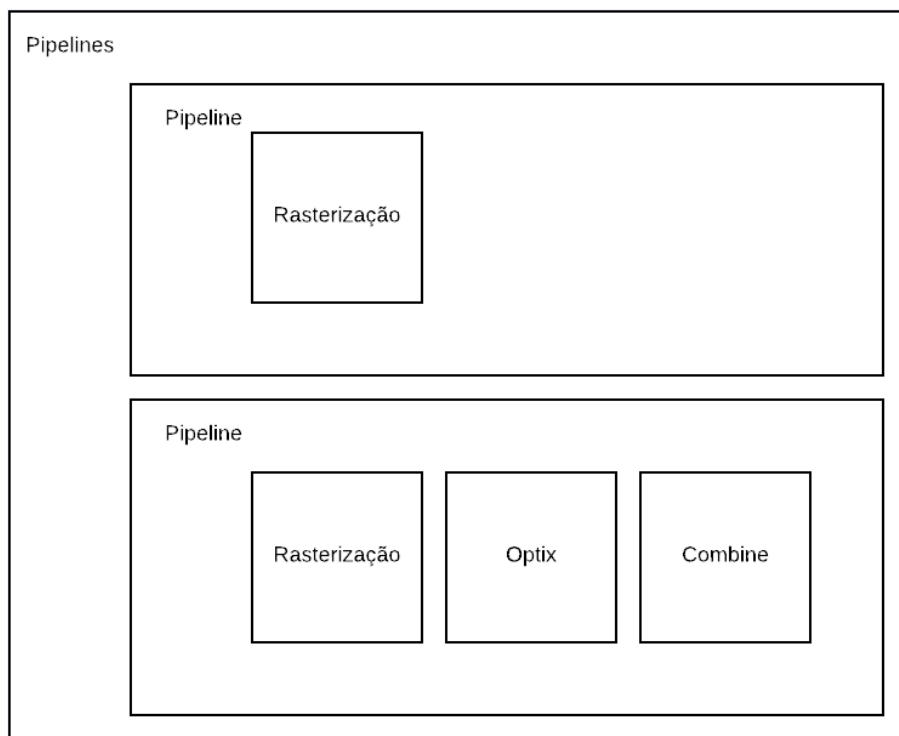 Pipelines
Pipeline
Rasterização
Pipeline
Rasterização
Optix
Combine